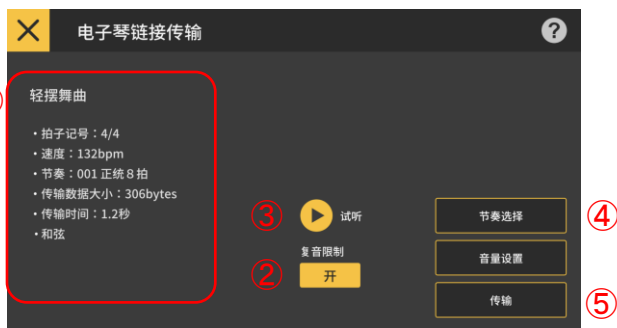 电子琴链接传输
?
轻摆舞曲
・拍子记号：4/4
・速度：132bpm
・节奏：001 正统 8 拍
・传输数据大小：306bytes
・传输时间：1.2秒
・和弦
③ 试听
节奏选择 ④
复音限制
音量设置
② 开
传输 ⑤